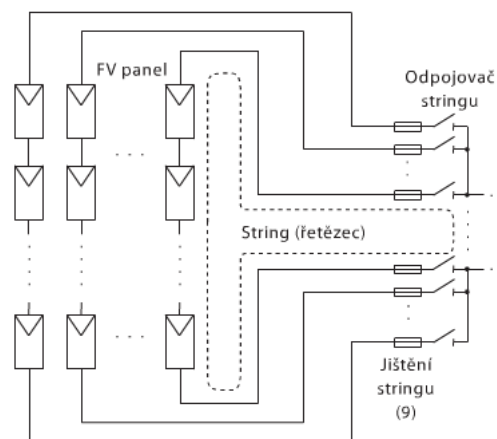 FV panel
Odpojovač
stringu
String (řetězec)
Jištění
stringu
(9)